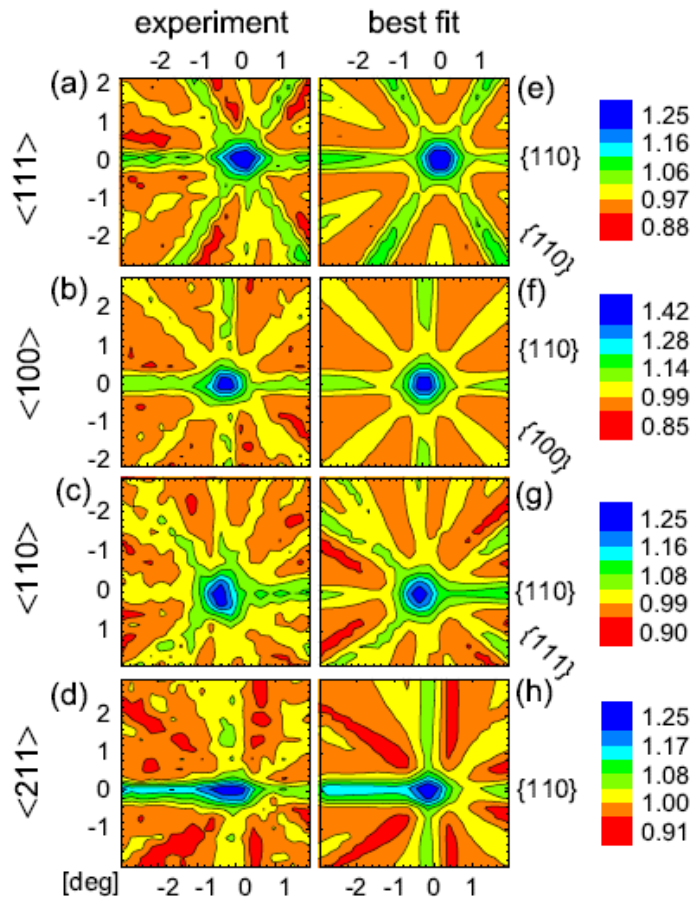 experiment best fit
-2 -1 0 1 -2 -1 0 1
(a) 2 1 0 -1 -2 <111> (e) {110} {110} 1.25 1.16 1.06 0.97 0.88
(b) 2 1 0 -1 -2 <100> (f) {110} {100} 1.42 1.28 1.14 0.99 0.85
(c) -2 -1 0 1 <110> (g) {110} {111} 1.25 1.16 1.08 0.99 0.90
(d) 2 1 0 -1 <211> (h) {110} 1.25 1.17 1.08 1.00 0.91
[deg] -2 -1 0 1 -2 -1 0 1